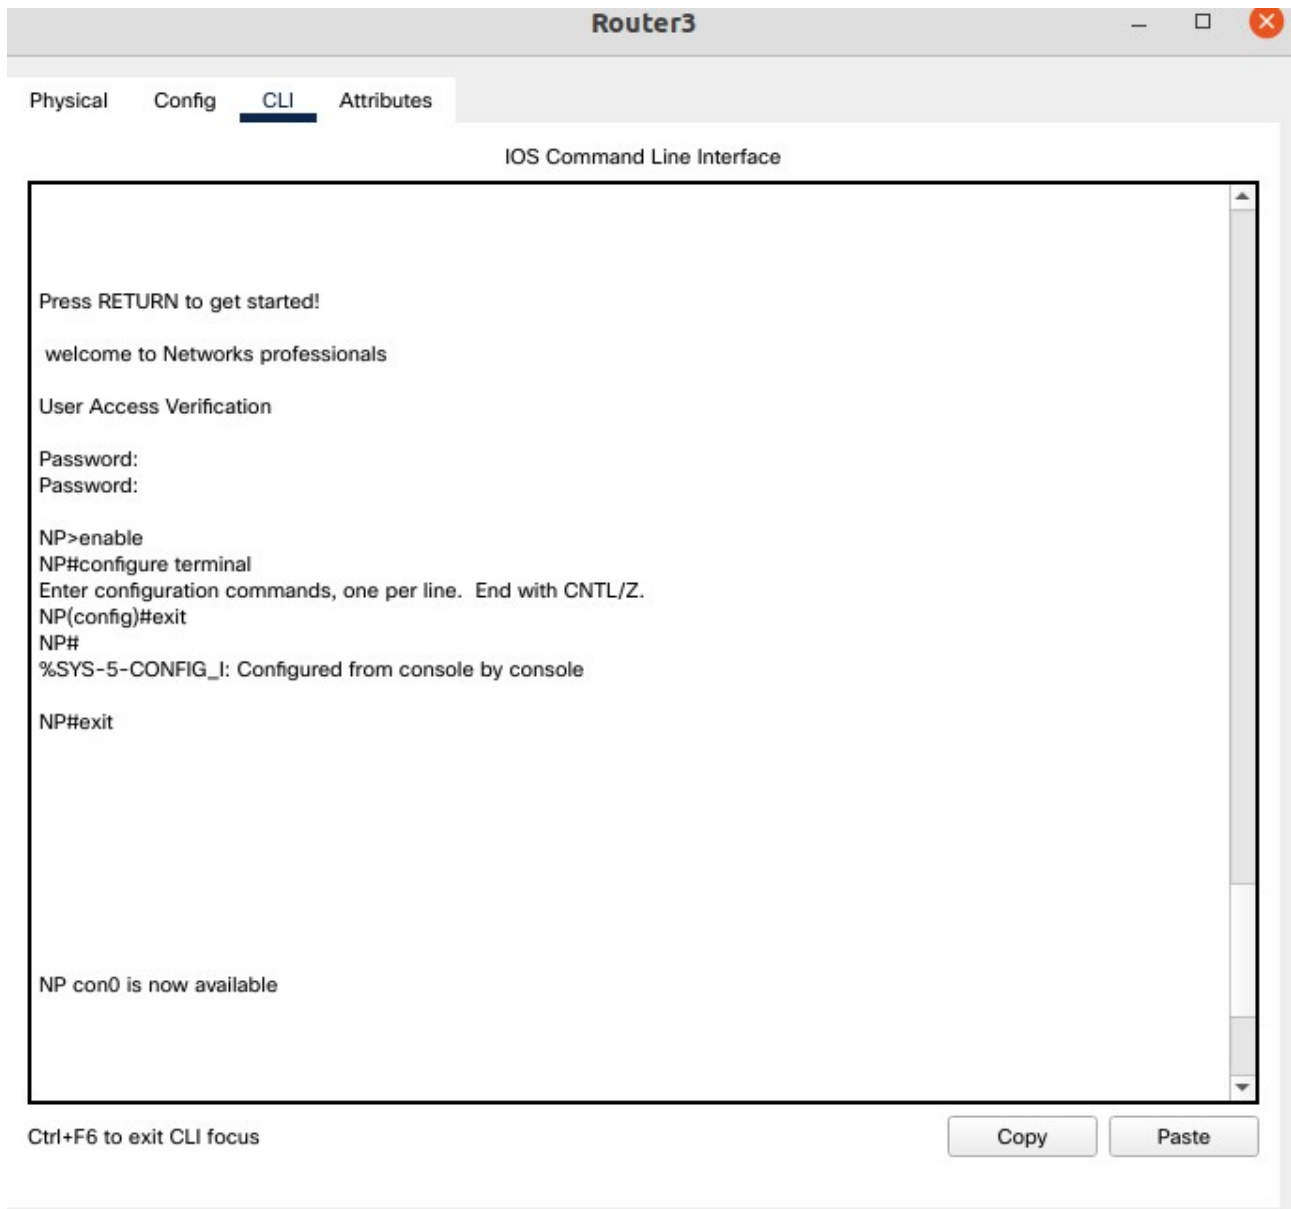 Router3
Physical Config CLI Attributes
IOS Command Line Interface
Press RETURN to get started!
welcome to Networks professionals
User Access Verification
Password:
Password:
NP>enable
NP#configure terminal
Enter configuration commands, one per line.  End with CNTL/Z.
NP(config)#exit
NP#
%SYS-5-CONFIG_I: Configured from console by console
NP#exit
NP con0 is now available
Ctrl+F6 to exit CLI focus
Copy Paste